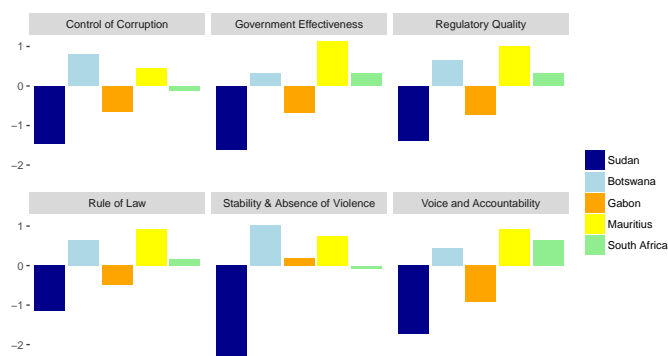 Control of Corruption
Government Effectiveness
Regulatory Quality
1
0
−1
−2
Rule of Law
Stability & Absence of Violence
Voice and Accountability
1
0
−1
−2
Sudan
Botswana
Gabon
Mauritius
South Africa